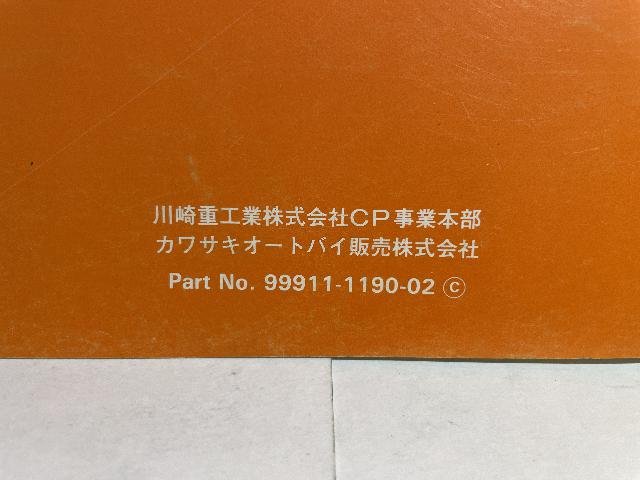 川崎重工業株式会社CP事業本部
カワサキオートバイ販売株式会社
Part No. 99911-1190-02 Ⓒ